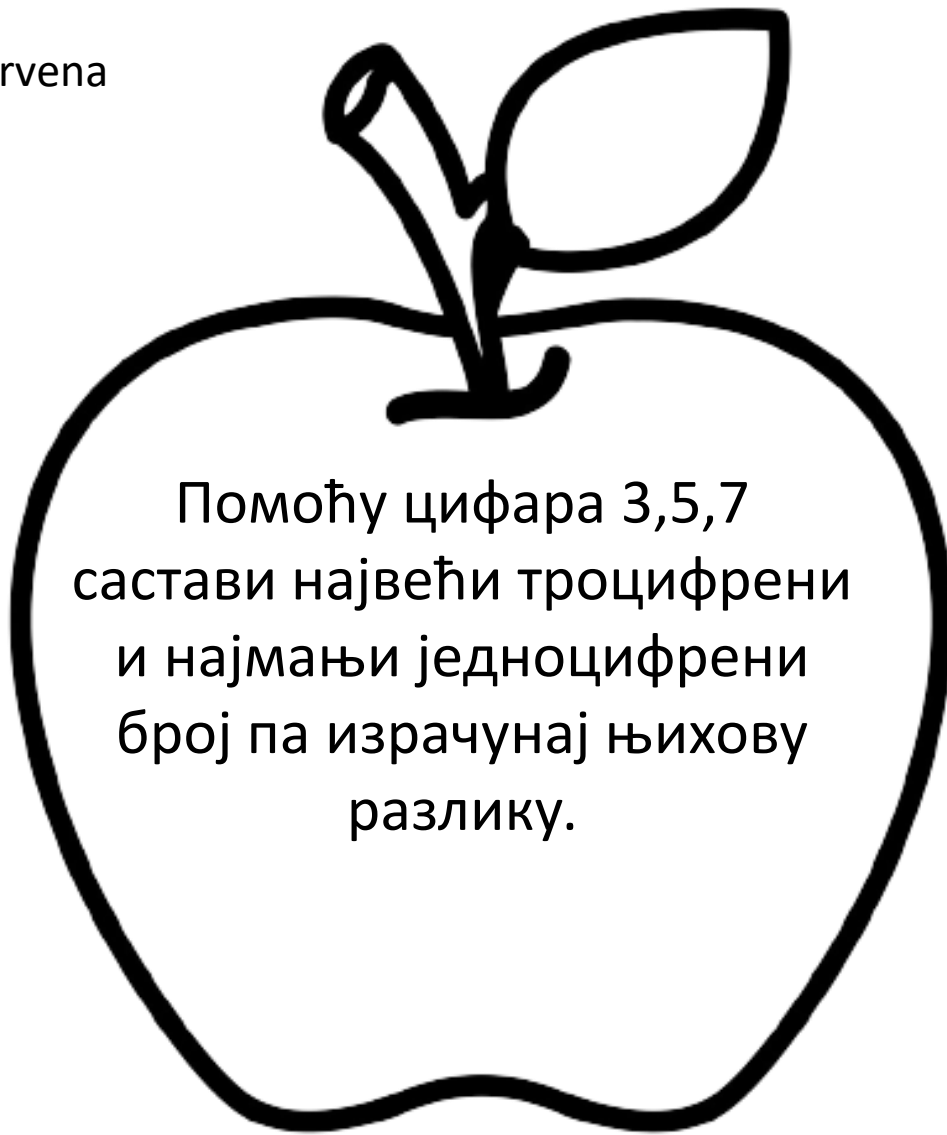 rvena
Помоћу цифара 3,5,7
састави највећи троцифрени
и најмањи једноцифрени
број па израчунај њихову
разлику.